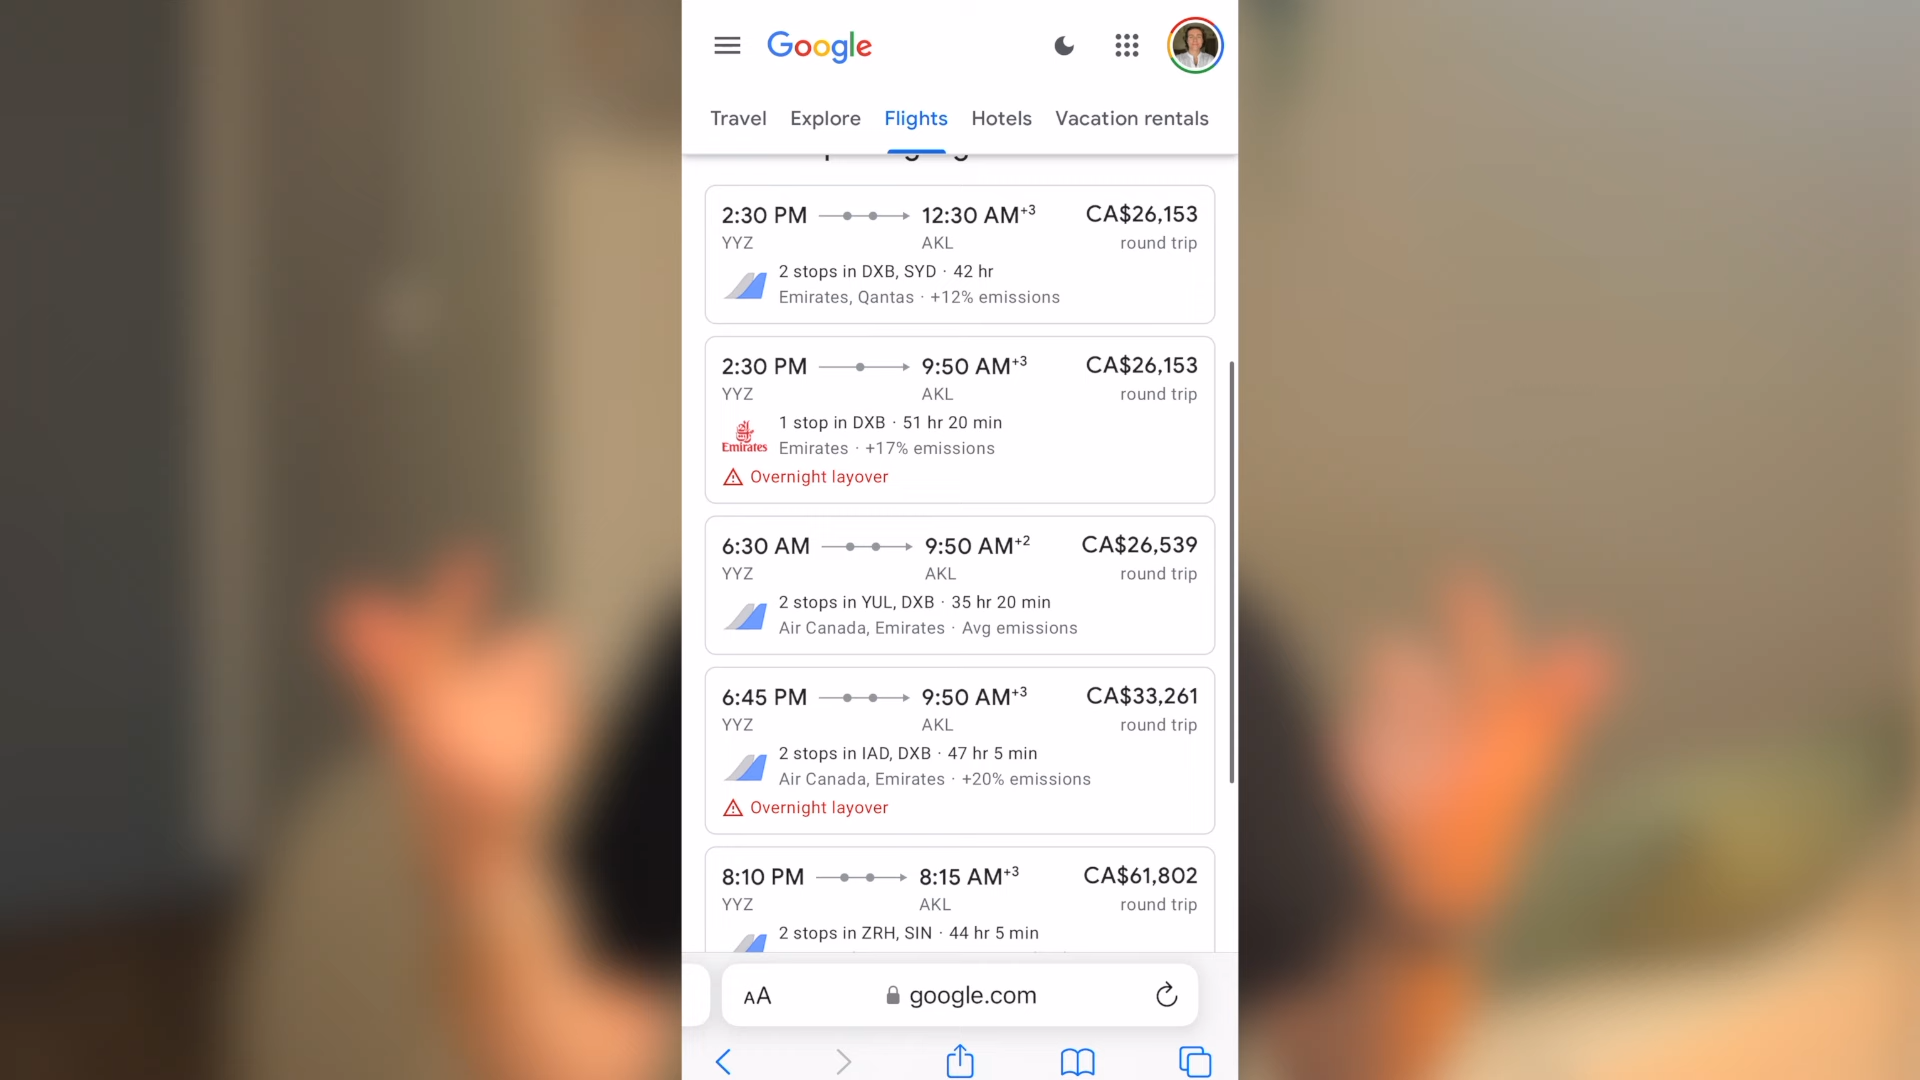 Google
Travel Explore Flights Hotels Vacation rentals
2:30 PM 12:30 AM+3 CA$26,153
YYZ AKL round trip
2 stops in DXB, SYD · 42 hr
Emirates, Qantas · +12% emissions
2:30 PM 9:50 AM+3 CA$26,153
YYZ AKL round trip
1 stop in DXB · 51 hr 20 min
Emirates Emirates · +17% emissions
Overnight layover
6:30 AM 9:50 AM+2 CA$26,539
YYZ AKL round trip
2 stops in YUL, DXB · 35 hr 20 min
Air Canada, Emirates · Avg emissions
6:45 PM 9:50 AM+3 CA$33,261
YYZ AKL round trip
2 stops in IAD, DXB · 47 hr 5 min
Air Canada, Emirates · +20% emissions
Overnight layover
8:10 PM 8:15 AM+3 CA$61,802
YYZ AKL round trip
2 stops in ZRH, SIN · 44 hr 5 min
AA google.com